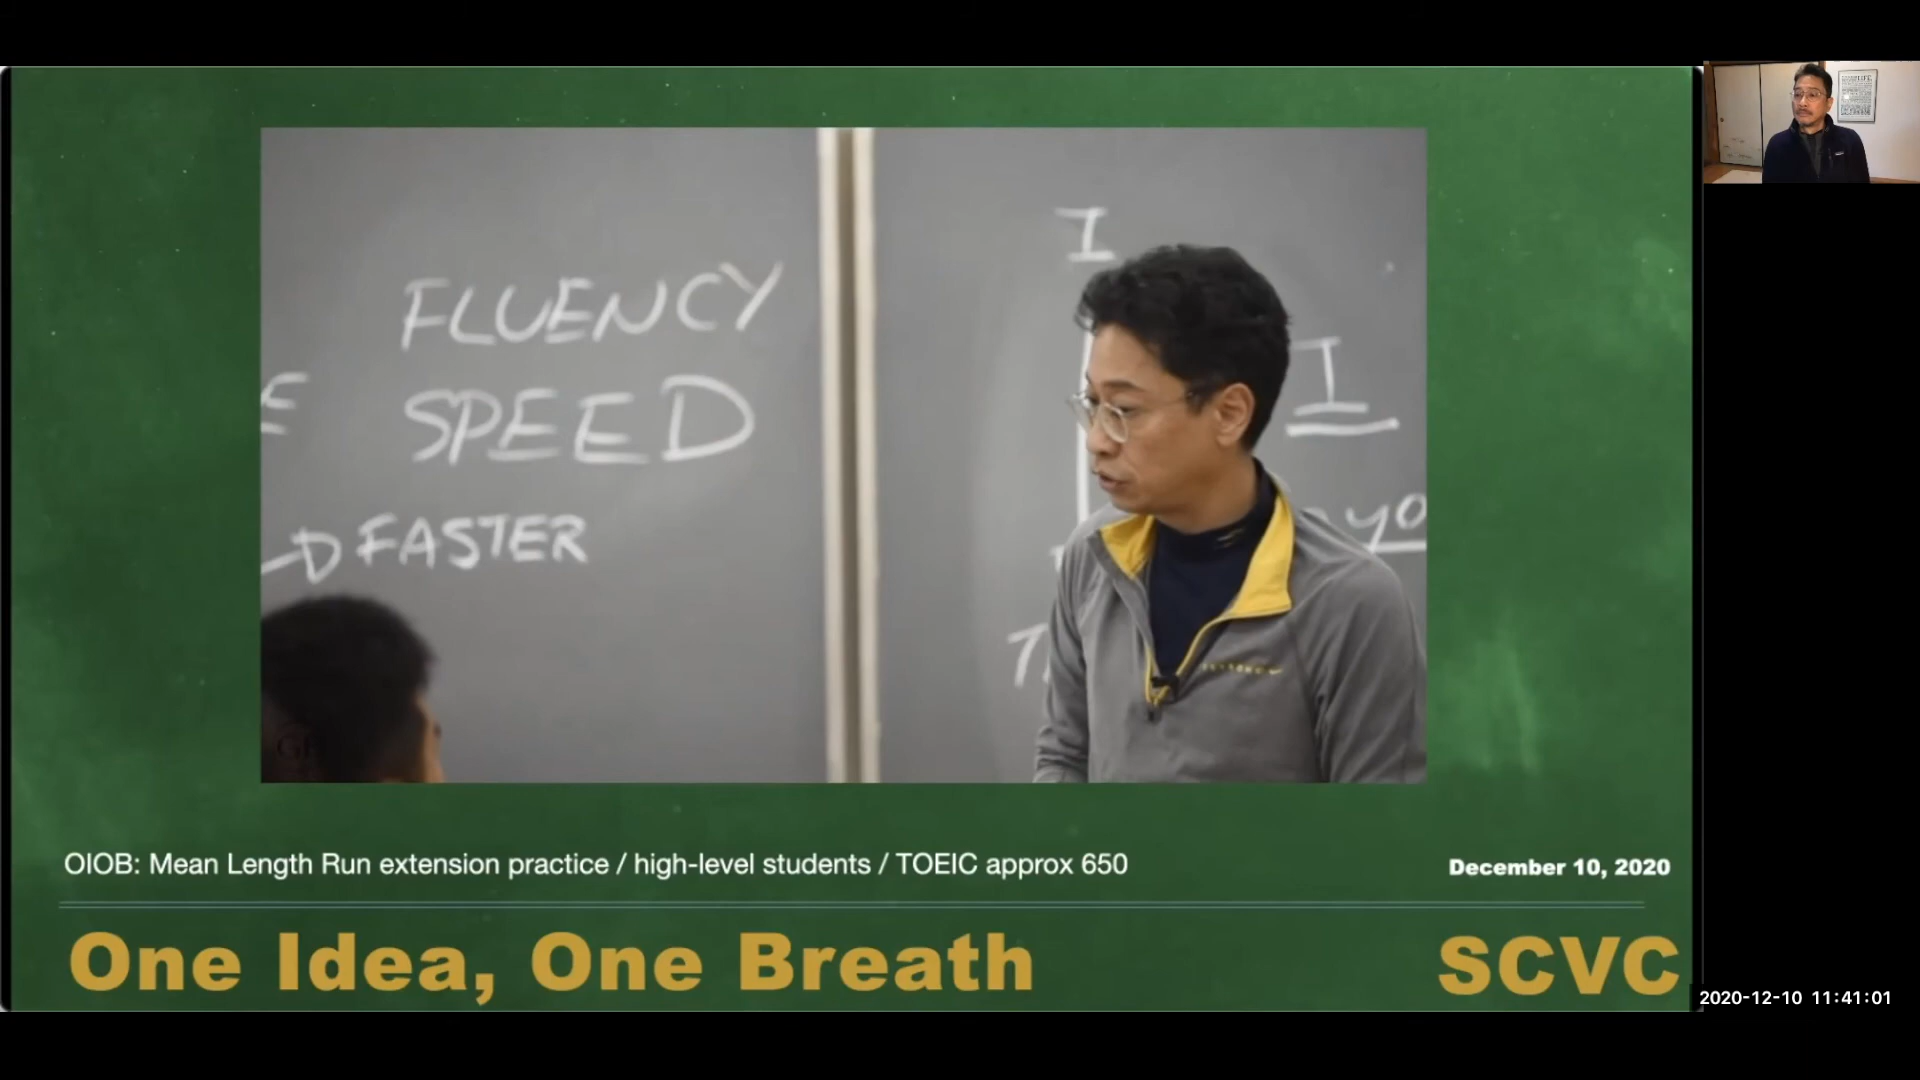 I
FLUENCY
I
E
SPEED
yo
FASTER
T
OIOB: Mean Length Run extension practice / high-level students / TOEIC approx 650
December 10, 2020
One Idea, One Breath
SCVC
2020-12-10 11:41:01